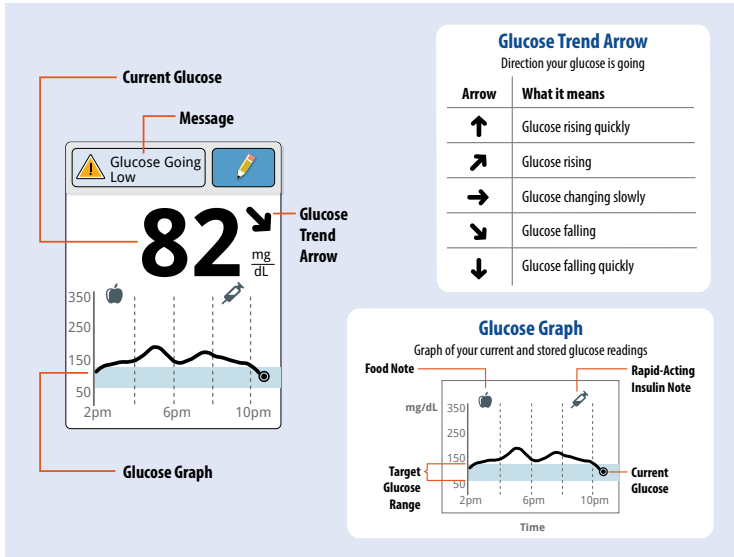 Current Glucose
Message
Glucose Going
Low
82
mg
dL
Glucose
Trend
Arrow
350
250
150
50
2pm 6pm 10pm
Glucose Graph
Glucose Trend Arrow
Direction your glucose is going
Arrow What it means
↑ Glucose rising quickly
↗ Glucose rising
→ Glucose changing slowly
↘ Glucose falling
↓ Glucose falling quickly
Glucose Graph
Graph of your current and stored glucose readings
Food Note
Rapid-Acting
Insulin Note
mg/dL
350
250
150
50
Target
Glucose
Range
Current
Glucose
2pm 6pm 10pm
Time